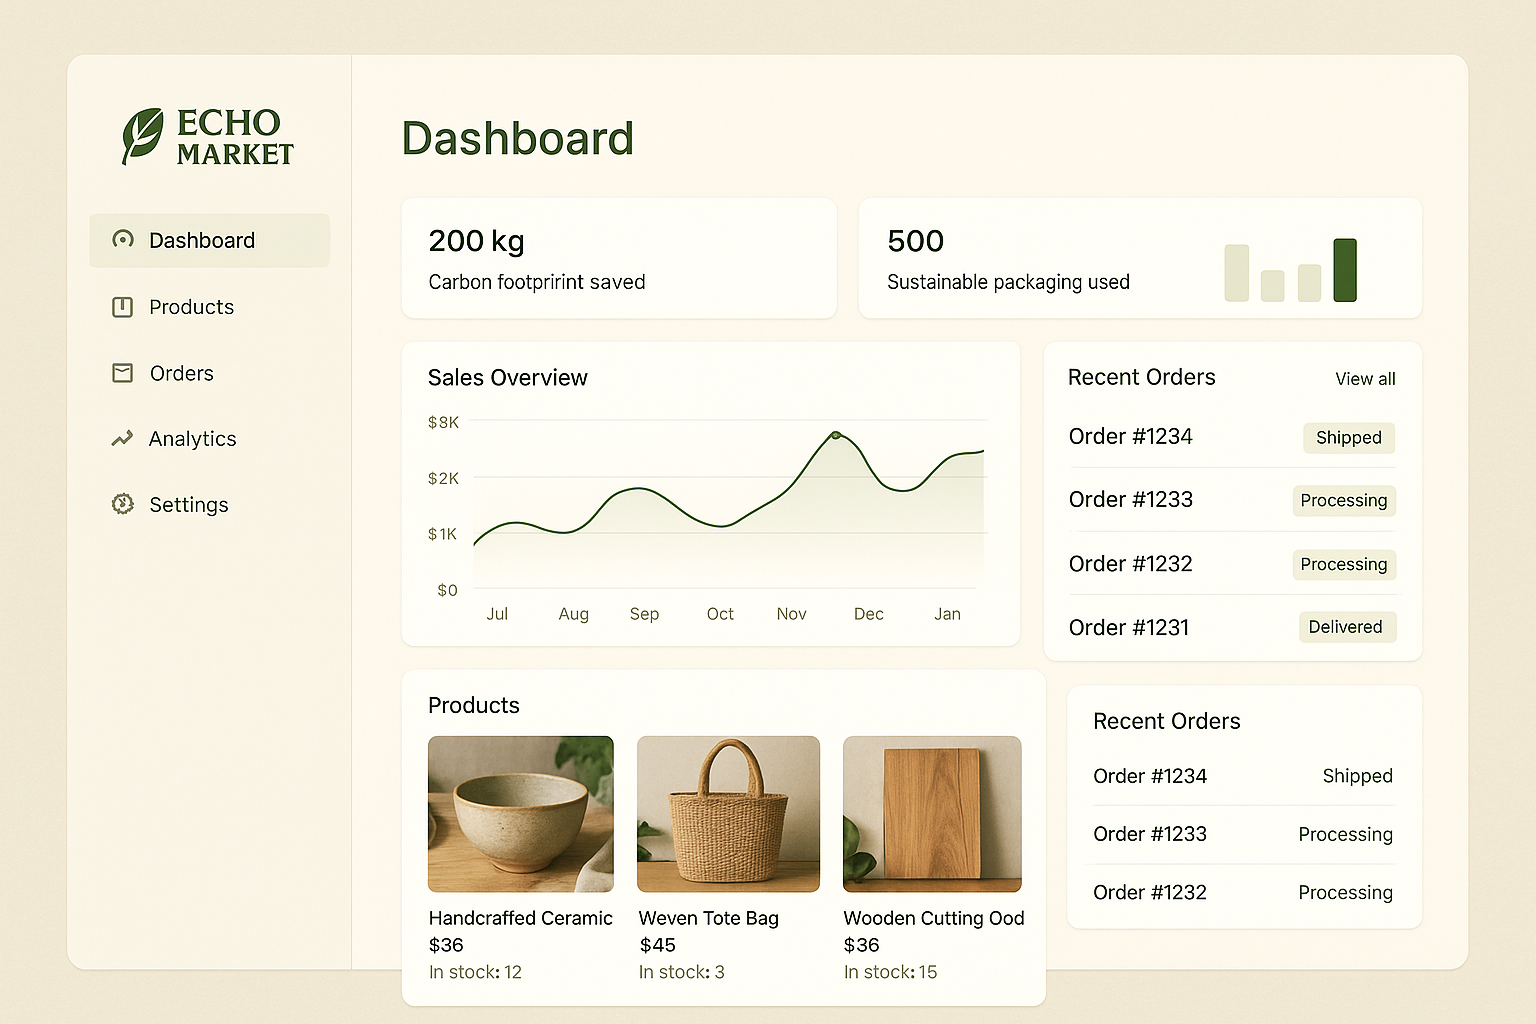 ECHO
MARKET
Dashboard
Products
Orders
Analytics
Settings
Dashboard
200 kg
Carbon footprirint saved
500
Sustainable packaging used
Sales Overview
$8K
$2K
$1K
$0
Jul Aug Sep Oct Nov Dec Jan
Recent Orders View all
Order #1234 Shipped
Order #1233 Processing
Order #1232 Processing
Order #1231 Delivered
Products
Handcraffed Ceramic
$36
In stock: 12
Weven Tote Bag
$45
In stock: 3
Wooden Cutting Ood
$36
In stock: 15
Recent Orders
Order #1234 Shipped
Order #1233 Processing
Order #1232 Processing